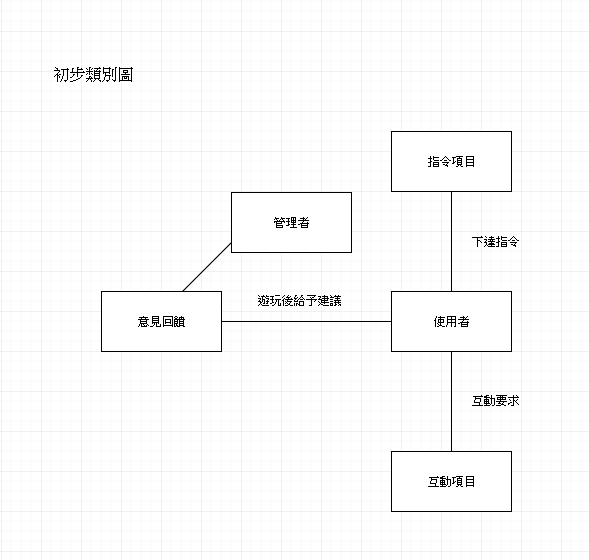 初步類別圖
指令項目
管理者
下達指令
遊玩後給予建議
意見回饋
使用者
互動要求
互動項目